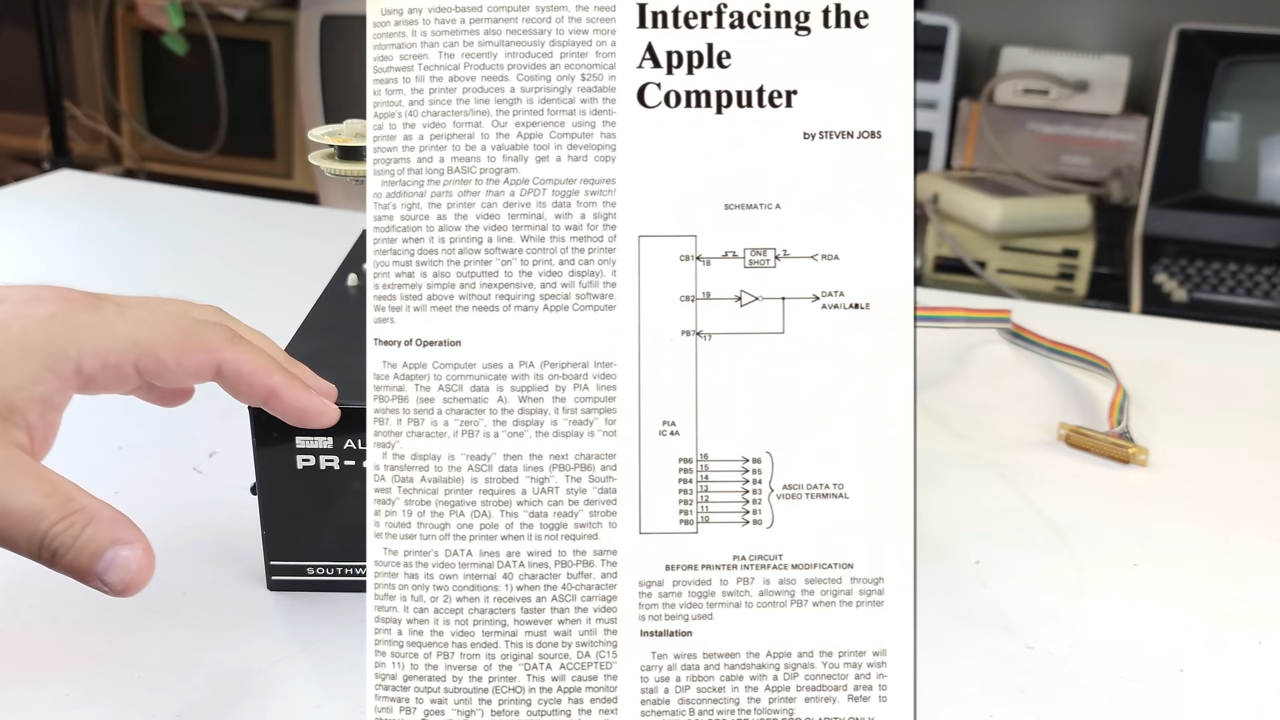 Using any video-based computer system, the need
soon arises to have a permanent record of the screen
contents. It is sometimes also necessary to view more
information than can be simultaneously displayed on a
video screen. The recently introduced printer from
Southwest Technical Products provides an economical
means to fill the above needs. Costing only $250 in
kit form, the printer produces a surprisingly readable
printout, and since the line length is identical with the
Apple's (40 characters/line), the printed format is identi-
cal to the video format. Our experience using the
printer as a peripheral to the Apple Computer has
shown the printer to be a valuable tool in developing
programs and a means to finally get a hard copy
listing of that long BASIC program.
Interfacing the printer to the Apple Computer requires
no additional parts other than a DPDT toggle switch!
That's right, the printer can derive its data from the
same source as the video terminal, with a slight
modification to allow the video terminal to wait for the
printer when it is printing a line. While this method of
interfacing does not allow software control of the printer
(you must switch the printer "on" to print, and can only
print what is also outputted to the video display), it
is extremely simple and inexpensive, and will fulfill the
needs listed above without requiring special software.
We feel it will meet the needs of many Apple Computer
users.
Theory of Operation
The Apple Computer uses a PIA (Peripheral Inter-
face Adapter) to communicate with its on-board video
terminal. The ASCII data is supplied by PIA lines
PB0-PB6 (see schematic A). When the computer
wishes to send a character to the display, it first samples
PB7. If PB7 is a "zero", the display is "ready" for
another character, if PB7 is a "one", the display is "not
ready".
If the display is "ready" then the next character
is transferred to the ASCII data lines (PB0-PB6) and
DA (Data Available) is strobed "high". The South-
west Technical printer requires a UART style "data
ready" strobe (negative strobe) which can be derived
at pin 19 of the PIA (DA). This "data ready" strobe
is routed through one pole of the toggle switch to
let the user turn off the printer when it is not required.
The printer's DATA lines are wired to the same
source as the video terminal DATA lines, PB0-PB6. The
printer has its own internal 40 character buffer, and
prints on only two conditions: 1) when the 40-character
buffer is full, or 2) when it receives an ASCII carriage
return. It can accept characters faster than the video
display when it is not printing, however when it must
print a line the video terminal must wait until the
printing sequence has ended. This is done by switching
the source of PB7 from its original source, DA (C15
pin 11) to the inverse of the "DATA ACCEPTED"
signal generated by the printer. This will cause the
character output subroutine (ECHO) in the Apple monitor
firmware to wait until the printing cycle has ended
(until PB7 goes "high") before outputting the next
Interfacing the
Apple
Computer
by STEVEN JOBS
SCHEMATIC A
CB1 18 ONE SHOT RDA
CB2 19 DATA AVAILABLE
PB7 17
PIA
IC 4A
PB6 16 B6
PB5 15 B5
PB4 14 B4
PB3 13 B3
PB2 12 B2
PB1 11 B1
PB0 10 B0
ASCII DATA TO
VIDEO TERMINAL
PIA CIRCUIT
BEFORE PRINTER INTERFACE MODIFICATION
signal provided to PB7 is also selected through
the same toggle switch, allowing the original signal
from the video terminal to control PB7 when the printer
is not being used.
Installation
Ten wires between the Apple and the printer will
carry all data and handshaking signals. You may wish
to use a ribbon cable with a DIP connector and in-
stall a DIP socket in the Apple breadboard area to
enable disconnecting the printer entirely. Refer to
schematic B and wire the following:
SWTPC AL
PR-
SOUTHW